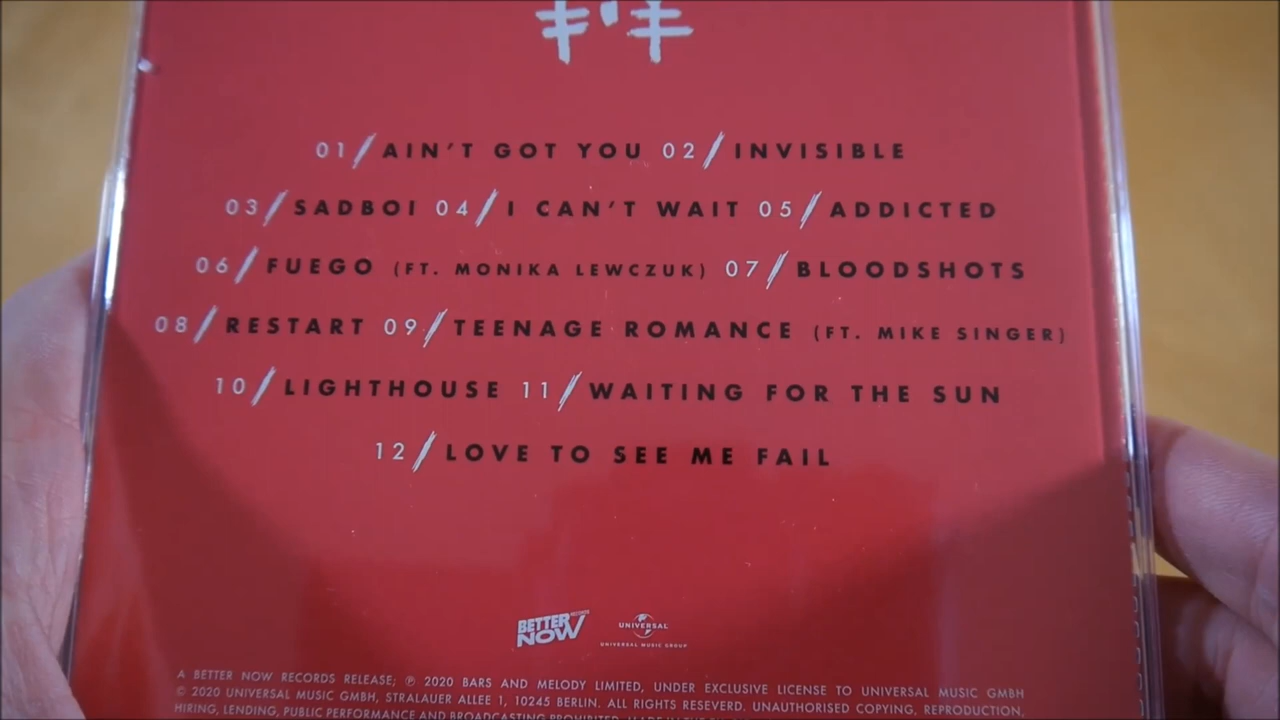 01/AIN'T GOT YOU 02/INVISIBLE
03/SADBOI 04/I CAN'T WAIT 05/ADDICTED
06/FUEGO (FT. MONIKA LEWCZUK) 07/BLOODSHOTS
08/RESTART 09/TEENAGE ROMANCE (FT. MIKE SINGER)
10/LIGHTHOUSE 11/WAITING FOR THE SUN
12/LOVE TO SEE ME FAIL
BETTER NOW RECORDS
UNIVERSAL
UNIVERSAL MUSIC GROUP
A BETTER NOW RECORDS RELEASE; ℗ 2020 BARS AND MELODY LIMITED, UNDER EXCLUSIVE LICENSE TO UNIVERSAL MUSIC GMBH
© 2020 UNIVERSAL MUSIC GMBH, STRALAUER ALLEE 1, 10245 BERLIN. ALL RIGHTS RESEVERD. UNAUTHORISED COPYING, REPRODUCTION,
HIRING, LENDING, PUBLIC PERFORMANCE AND BROADCASTING PROHIBITED.